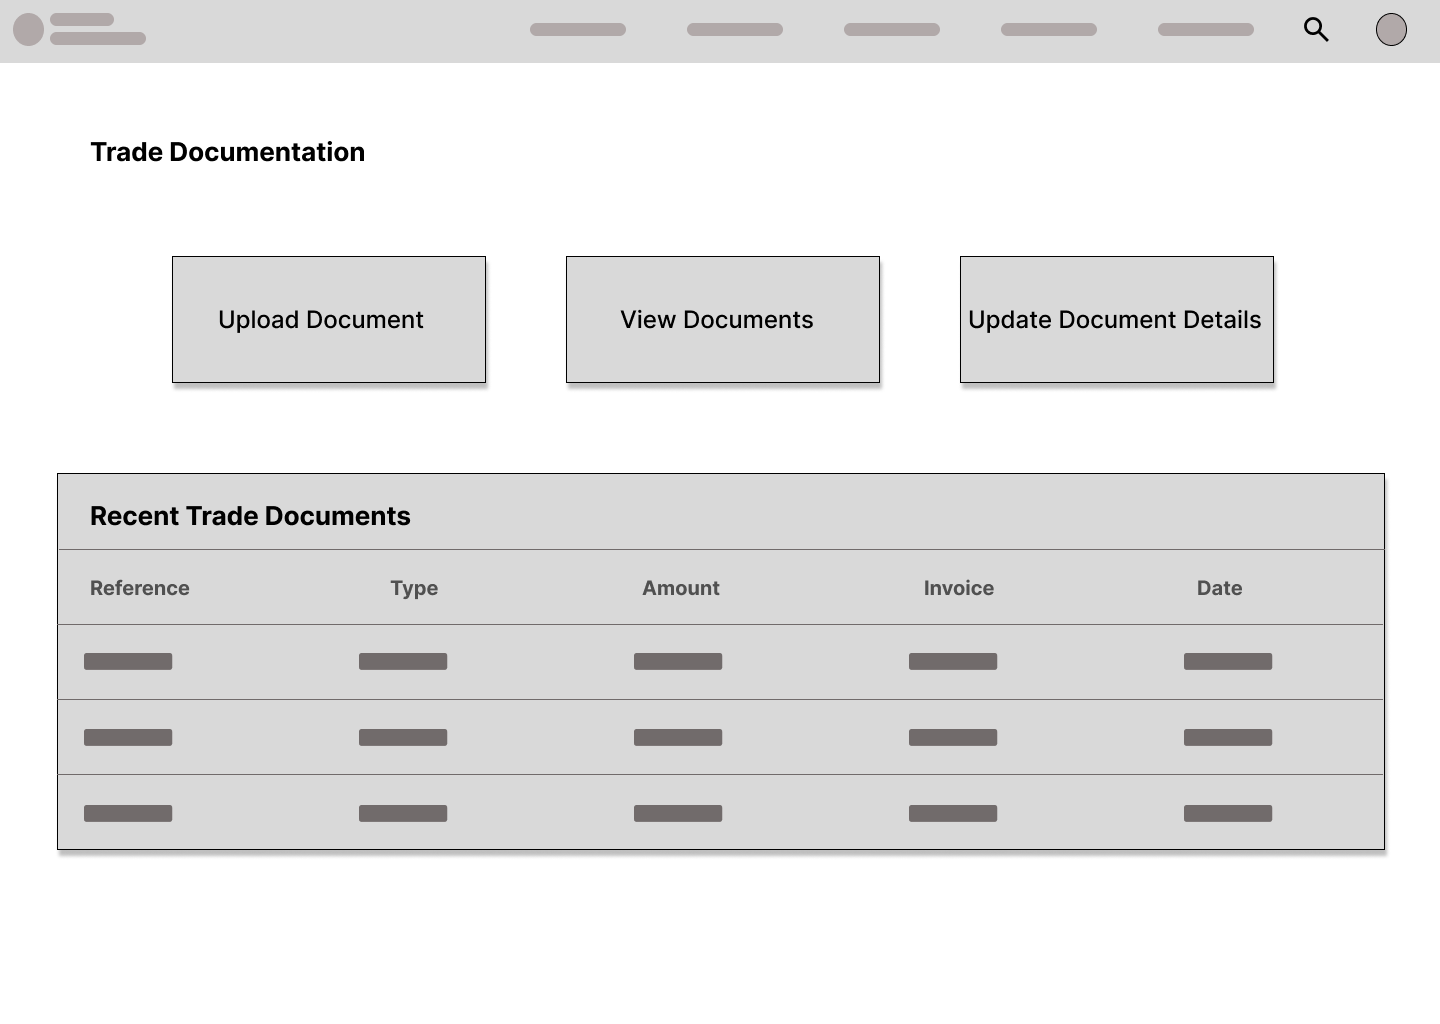 Trade Documentation
Upload Document
View Documents
Update Document Details
Recent Trade Documents
Reference
Type
Amount
Invoice
Date